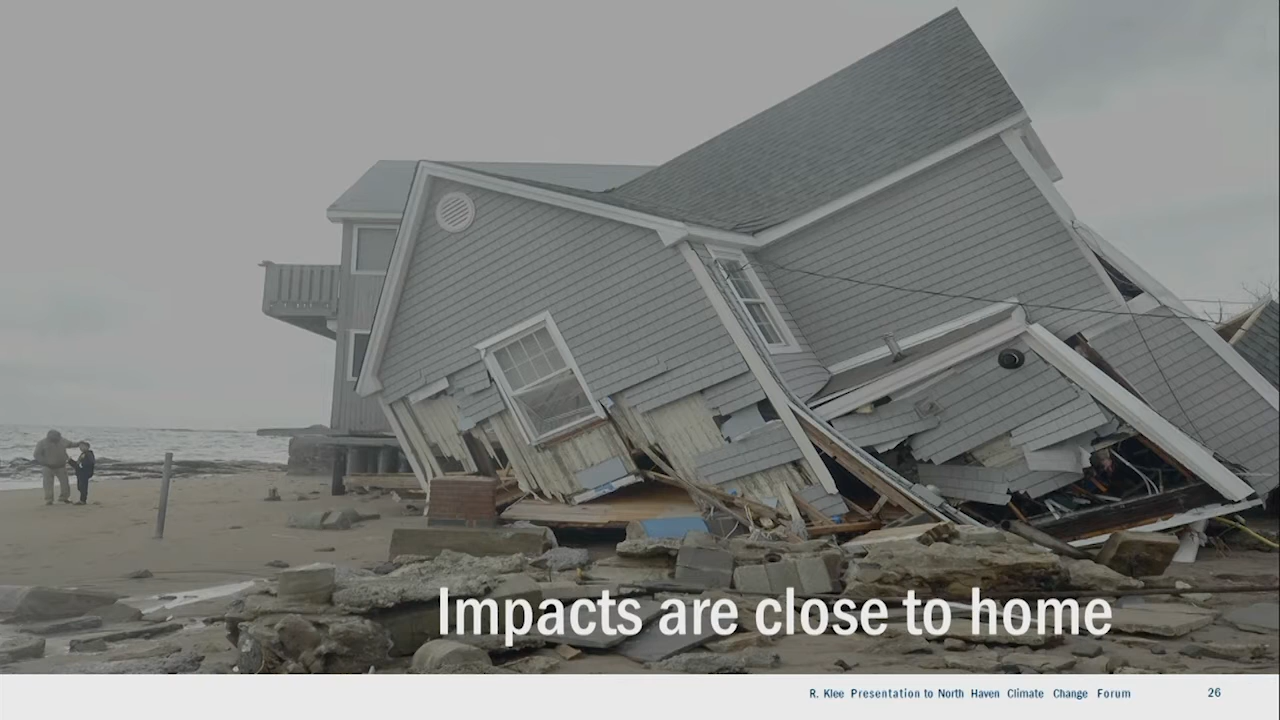 Impacts are close to home
R. Klee Presentation to North Haven Climate Change Forum 26